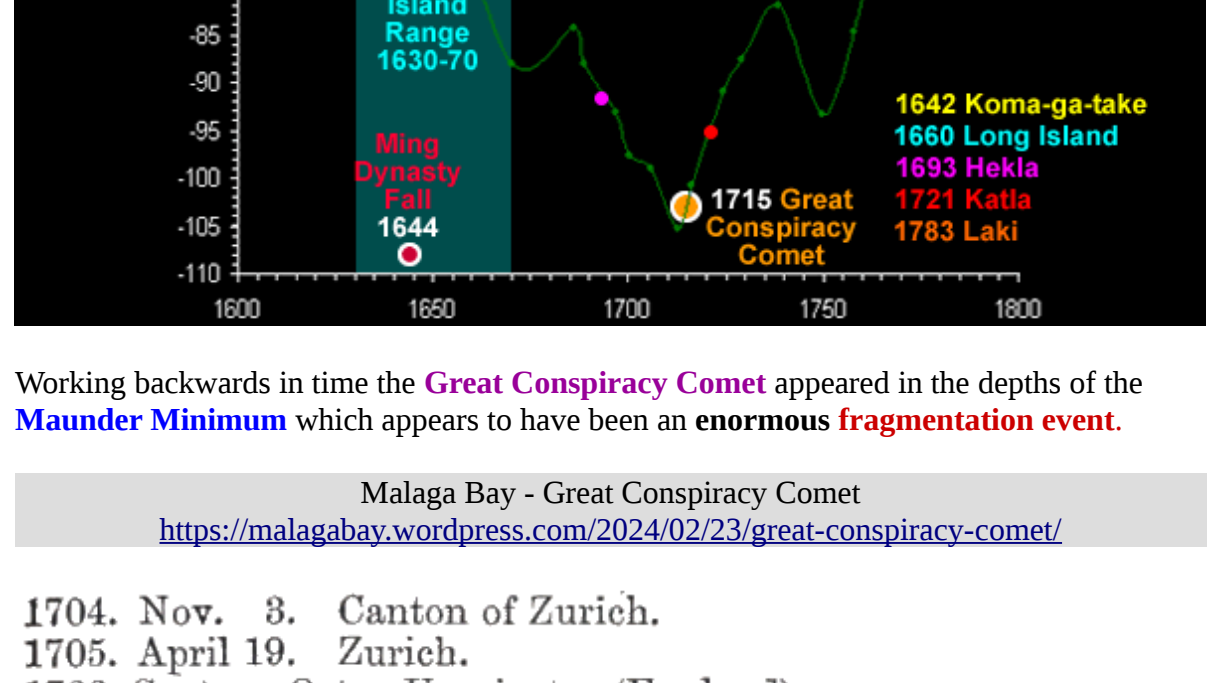 Island
Range
1630-70
-85
-90
-95
-100
-105
-110
Ming
Dynasty
Fall
1644
1715 Great
Conspiracy
Comet
1642 Koma-ga-take
1660 Long Island
1693 Hekla
1721 Katla
1783 Laki
1600 1650 1700 1750 1800
Working backwards in time the Great Conspiracy Comet appeared in the depths of the
Maunder Minimum which appears to have been an enormous fragmentation event.
Malaga Bay - Great Conspiracy Comet
https://malagabay.wordpress.com/2024/02/23/great-conspiracy-comet/
1704. Nov. 3. Canton of Zurich.
1705. April 19. Zurich.